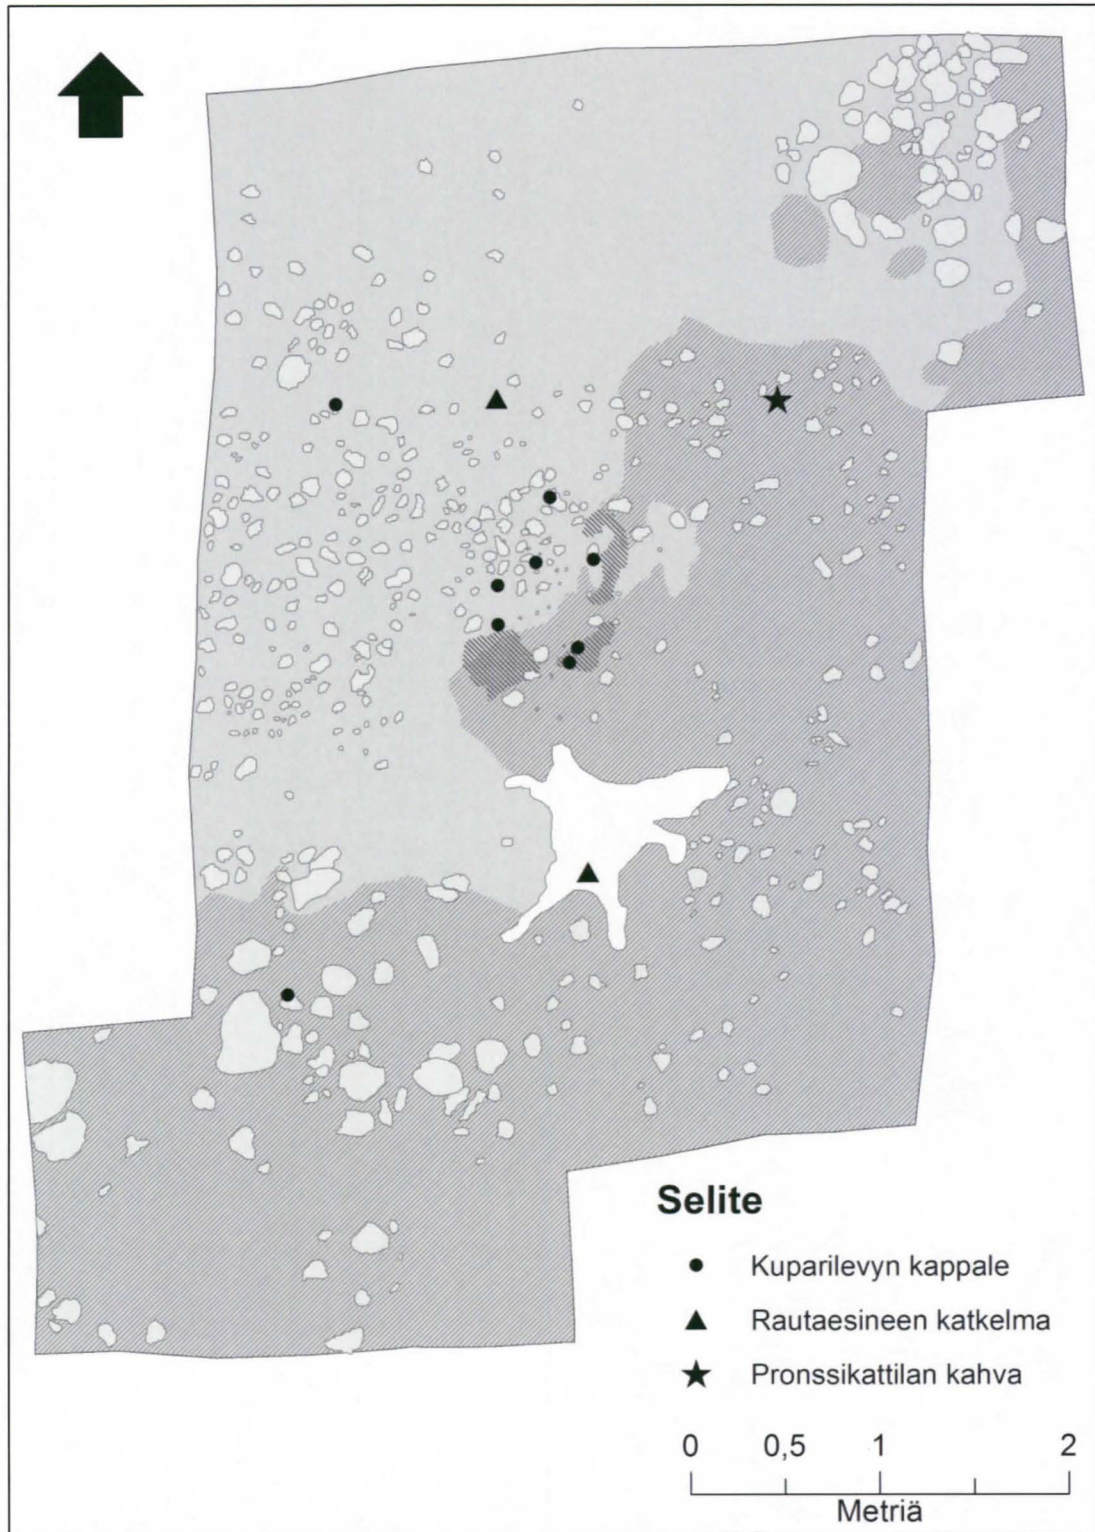 Selite
Kuparilevyn kappale
Rautaesineen katkelma
Pronssikattilan kahva
0 0,5 1 2
Metriä